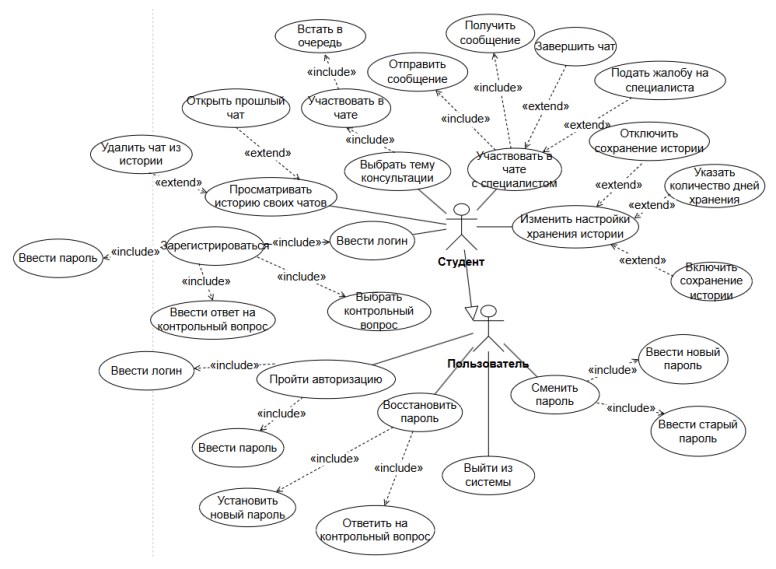 Встать в
очередь
«include»
Участвовать в
чате
«include»
Выбрать тему
консультации
Получить
сообщение
«include»
Отправить
сообщение
«include»
Завершить чат
«extend»
Подать жалобу на
специалиста
«extend»
Участвовать в
чате
с специалистом
Открыть прошлый
чат
«extend»
Удалить чат из
истории
«extend»
Просматривать
историю своих чатов
Отключить
сохранение истории
«extend»
Указать
количество дней
хранения
«extend»
Изменить настройки
хранения истории
«extend»
Включить
сохранение
истории
Студент
Ввести пароль
«include»
Зарегистрироваться
«include»
Ввести логин
«include»
Ввести ответ на
контрольный вопрос
«include»
Выбрать
контрольный
вопрос
Пользователь
Ввести логин
«include»
Пройти авторизацию
«include»
Ввести пароль
Восстановить
пароль
«include»
Установить
новый пароль
«include»
Ответить на
контрольный вопрос
Выйти из
системы
Сменить
пароль
«include»
Ввести новый
пароль
«include»
Ввести старый
пароль